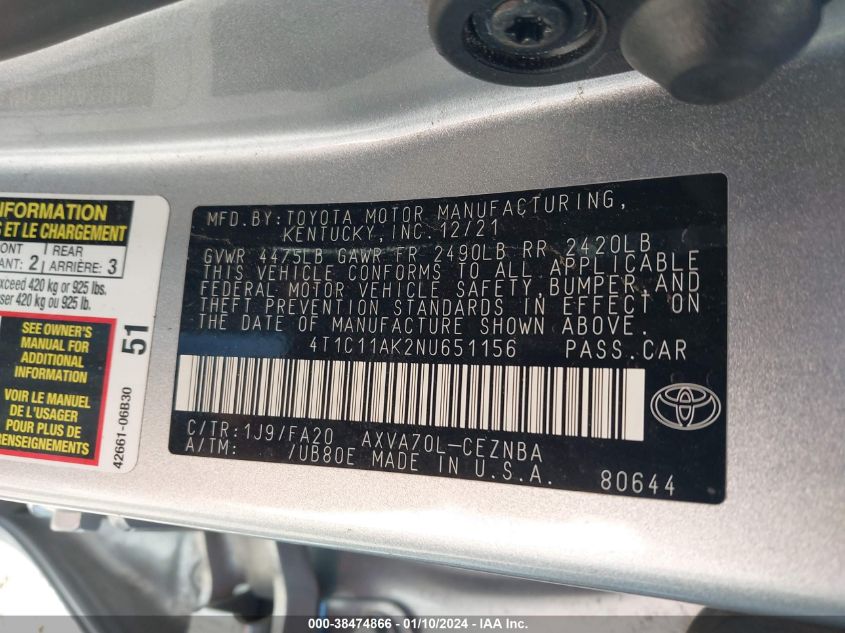 NFORMATION
S ET LE CHARGEMENT
ONT
ANT: 2
REAR
ARRIÈRE: 3
xceed 420 kg or 925 lbs.
ser 420 kg ou 925 lb.
SEE OWNER'S
MANUAL FOR
ADDITIONAL
INFORMATION
VOIR LE MANUEL
DE L'USAGER
POUR PLUS DE
RENSEIGNEMENTS
51
42661-06B30
MFD.BY:TOYOTA MOTOR MANUFACTURING,
KENTUCKY,INC.12/21
GVWR 4475LB GAWR FR 2490LB RR 2420LB
THIS VEHICLE CONFORMS TO ALL APPLICABLE
FEDERAL MOTOR VEHICLE SAFETY,BUMPER,AND
THEFT PREVENTION STANDARDS IN EFFECT ON
THE DATE OF MANUFACTURE SHOWN ABOVE.
4T1C11AK2NU651156 PASS.CAR
C/TR:1J9/FA20 AXVA70L-CEZNBA
A/TM: /UB80E MADE IN U.S.A.
80644
000-38474866 - 01/10/2024 - IAA Inc.